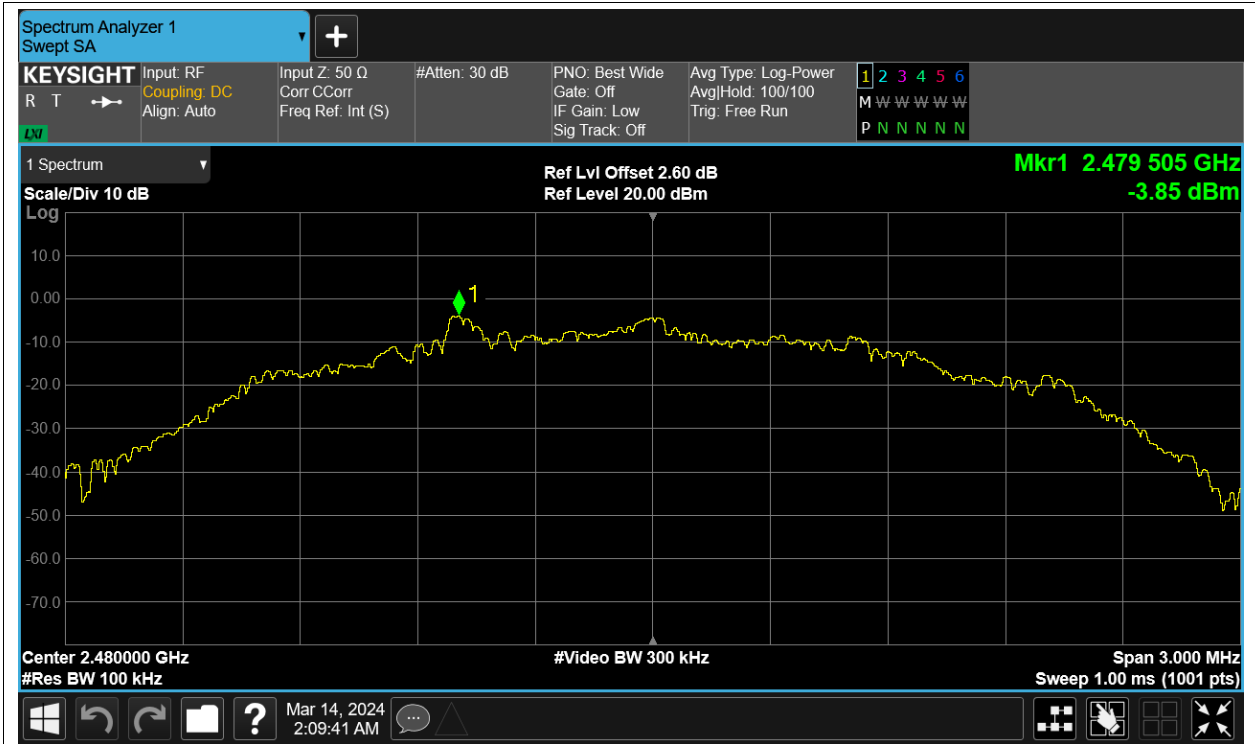 Spectrum Analyzer 1
Swept SA
KEYSIGHT
R T
LXI
Input: RF
Coupling: DC
Align: Auto
Input Z: 50 Ω
Corr CCorr
Freq Ref: Int (S)
#Atten: 30 dB
PNO: Best Wide
Gate: Off
IF Gain: Low
Sig Track: Off
Avg Type: Log-Power
Avg|Hold: 100/100
Trig: Free Run
1 2 3 4 5 6
M W W W W W
P N N N N N
1 Spectrum
Scale/Div 10 dB
Log
Ref Lvl Offset 2.60 dB
Ref Level 20.00 dBm
Mkr1 2.479 505 GHz
-3.85 dBm
10.0
0.00
-10.0
-20.0
-30.0
-40.0
-50.0
-60.0
-70.0
1
Center 2.480000 GHz
#Res BW 100 kHz
#Video BW 300 kHz
Span 3.000 MHz
Sweep 1.00 ms (1001 pts)
?
Mar 14, 2024
2:09:41 AM